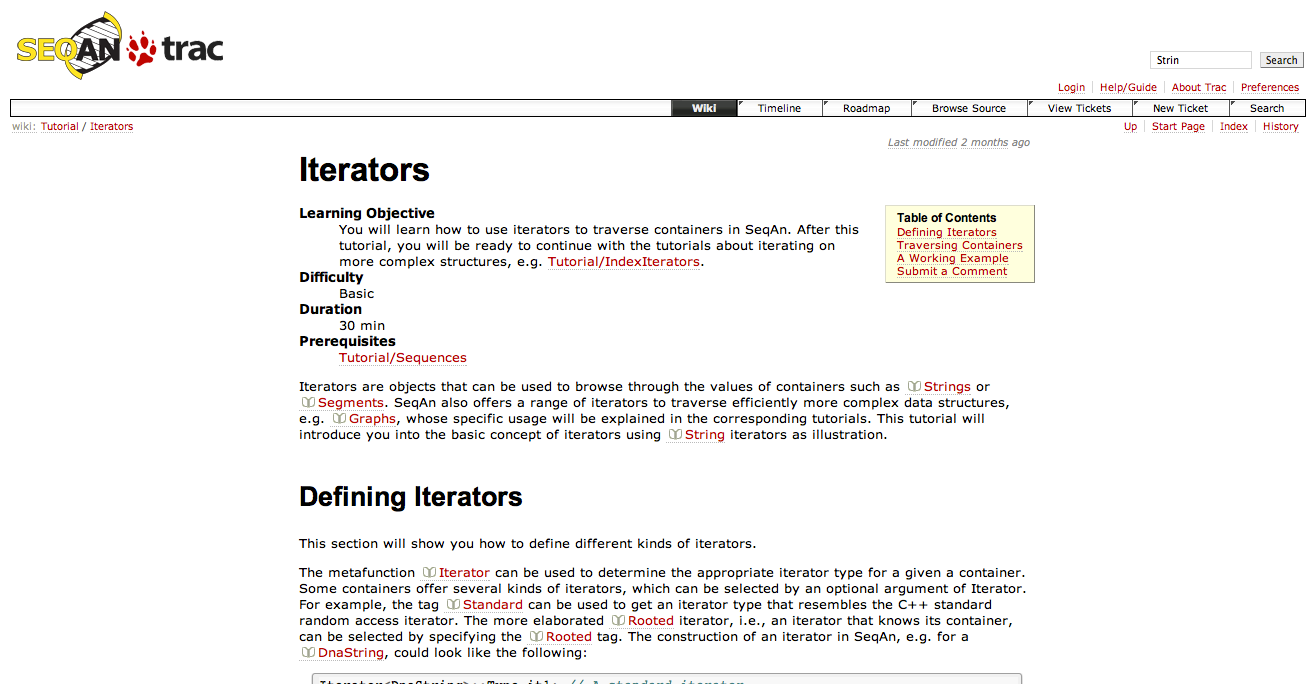 SEQAN trac
Strin Search
Login Help/Guide About Trac Preferences
Wiki Timeline Roadmap Browse Source View Tickets New Ticket Search
wiki: Tutorial / Iterators
Up Start Page Index History
Last modified 2 months ago
Iterators
Learning Objective
You will learn how to use iterators to traverse containers in SeqAn. After this
tutorial, you will be ready to continue with the tutorials about iterating on
more complex structures, e.g. Tutorial/IndexIterators.
Difficulty
Basic
Duration
30 min
Prerequisites
Tutorial/Sequences
Table of Contents
Defining Iterators
Traversing Containers
A Working Example
Submit a Comment
Iterators are objects that can be used to browse through the values of containers such as Strings or
Segments. SeqAn also offers a range of iterators to traverse efficiently more complex data structures,
e.g. Graphs, whose specific usage will be explained in the corresponding tutorials. This tutorial will
introduce you into the basic concept of iterators using String iterators as illustration.
Defining Iterators
This section will show you how to define different kinds of iterators.
The metafunction Iterator can be used to determine the appropriate iterator type for a given a container.
Some containers offer several kinds of iterators, which can be selected by an optional argument of Iterator.
For example, the tag Standard can be used to get an iterator type that resembles the C++ standard
random access iterator. The more elaborated Rooted iterator, i.e., an iterator that knows its container,
can be selected by specifying the Rooted tag. The construction of an iterator in SeqAn, e.g. for a
DnaString, could look like the following:
Iterator<DnaString>::Type it1; // A standard iterator